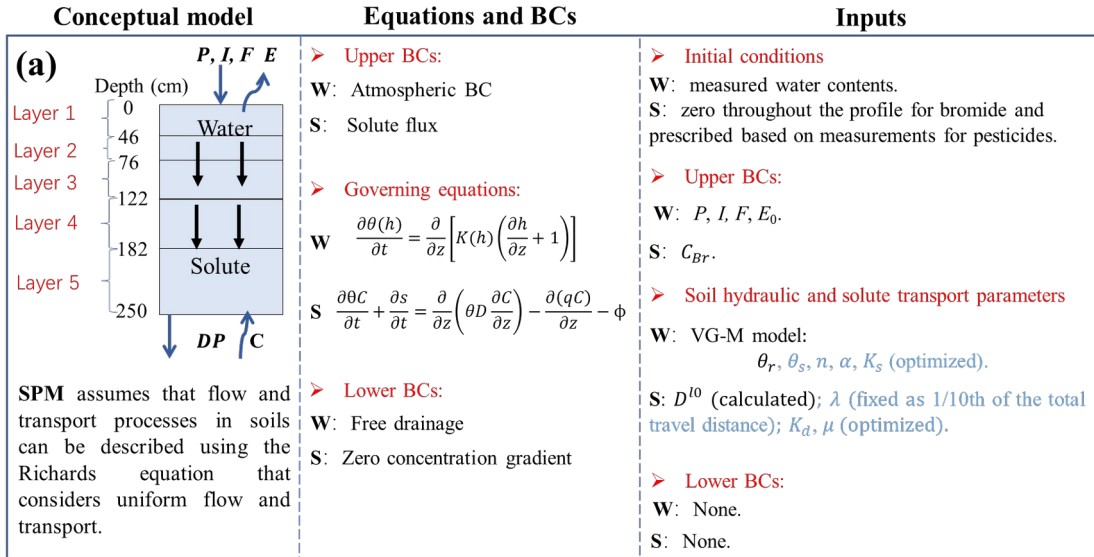 Conceptual model
Equations and BCs
Inputs
(a)
P, I, F E
Depth (cm)
0
Layer 1
Water
46
Layer 2
76
Layer 3
122
Layer 4
182
Solute
Layer 5
250
DP C
SPM assumes that flow and
transport processes in soils
can be described using the
Richards equation that
considers uniform flow and
transport.
➢ Upper BCs:
W: Atmospheric BC
S: Solute flux
➢ Governing equations:
W ∂θ(h)/∂t = ∂/∂z [K(h) (∂h/∂z + 1)]
S ∂θC/∂t + ∂s/∂t = ∂/∂z (θD ∂C/∂z) − ∂(qC)/∂z − ϕ
➢ Lower BCs:
W: Free drainage
S: Zero concentration gradient
➢ Initial conditions
W: measured water contents.
S: zero throughout the profile for bromide and
prescribed based on measurements for pesticides.
➢ Upper BCs:
W: P, I, F, E₀.
S: C_Br.
➢ Soil hydraulic and solute transport parameters
W: VG-M model:
θᵣ, θₛ, n, α, Kₛ (optimized).
S: D^l0 (calculated); λ (fixed as 1/10th of the total
travel distance); K_d, μ (optimized).
➢ Lower BCs:
W: None.
S: None.